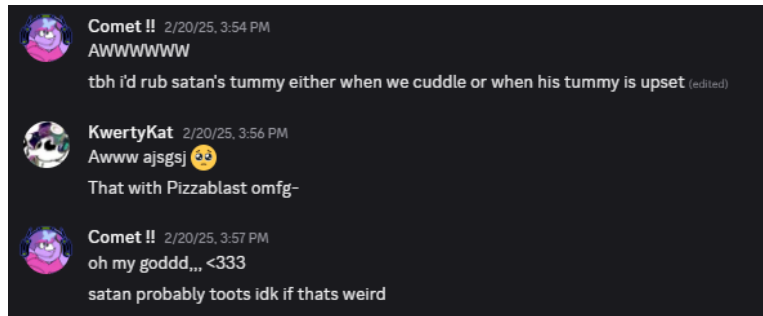 Comet !! 2/20/25, 3:54 PM
AWWWWWW
tbh i'd rub satan's tummy either when we cuddle or when his tummy is upset (edited)
KwertyKat 2/20/25, 3:56 PM
Awww ajsgsj 🥺
That with Pizzablast omfg-
Comet !! 2/20/25, 3:57 PM
oh my goddd,,, <333
satan probably toots idk if thats weird